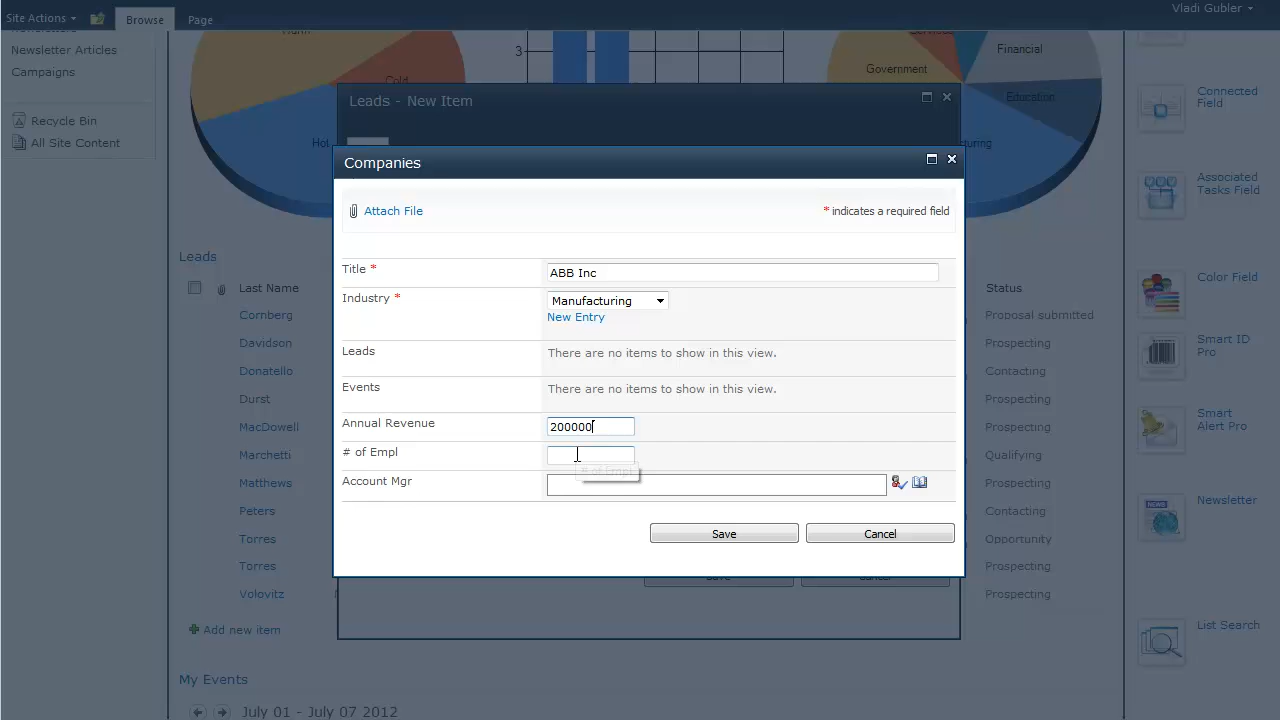 Site Actions
Browse
Page
Vladi Gubler
Newsletter Articles
Campaigns
Recycle Bin
All Site Content
Cold
Hot
3
Government
Financial
Education
Leads - New Item
Companies
Attach File
* indicates a required field
Title *
ABB Inc
Industry *
Manufacturing
New Entry
Leads
There are no items to show in this view.
Events
There are no items to show in this view.
Annual Revenue
200000
# of Empl
# of Empl
Account Mgr
Save
Cancel
Leads
Last Name
Status
Cornberg
Proposal submitted
Davidson
Prospecting
Donatello
Contacting
Durst
Prospecting
MacDowell
Prospecting
Marchetti
Qualifying
Matthews
Prospecting
Peters
Contacting
Torres
Opportunity
Torres
Prospecting
Volovitz
Prospecting
Add new item
My Events
July 01 - July 07 2012
Connected
Field
Associated
Tasks Field
Color Field
Smart ID
Pro
Smart
Alert Pro
Newsletter
NEWS
List Search